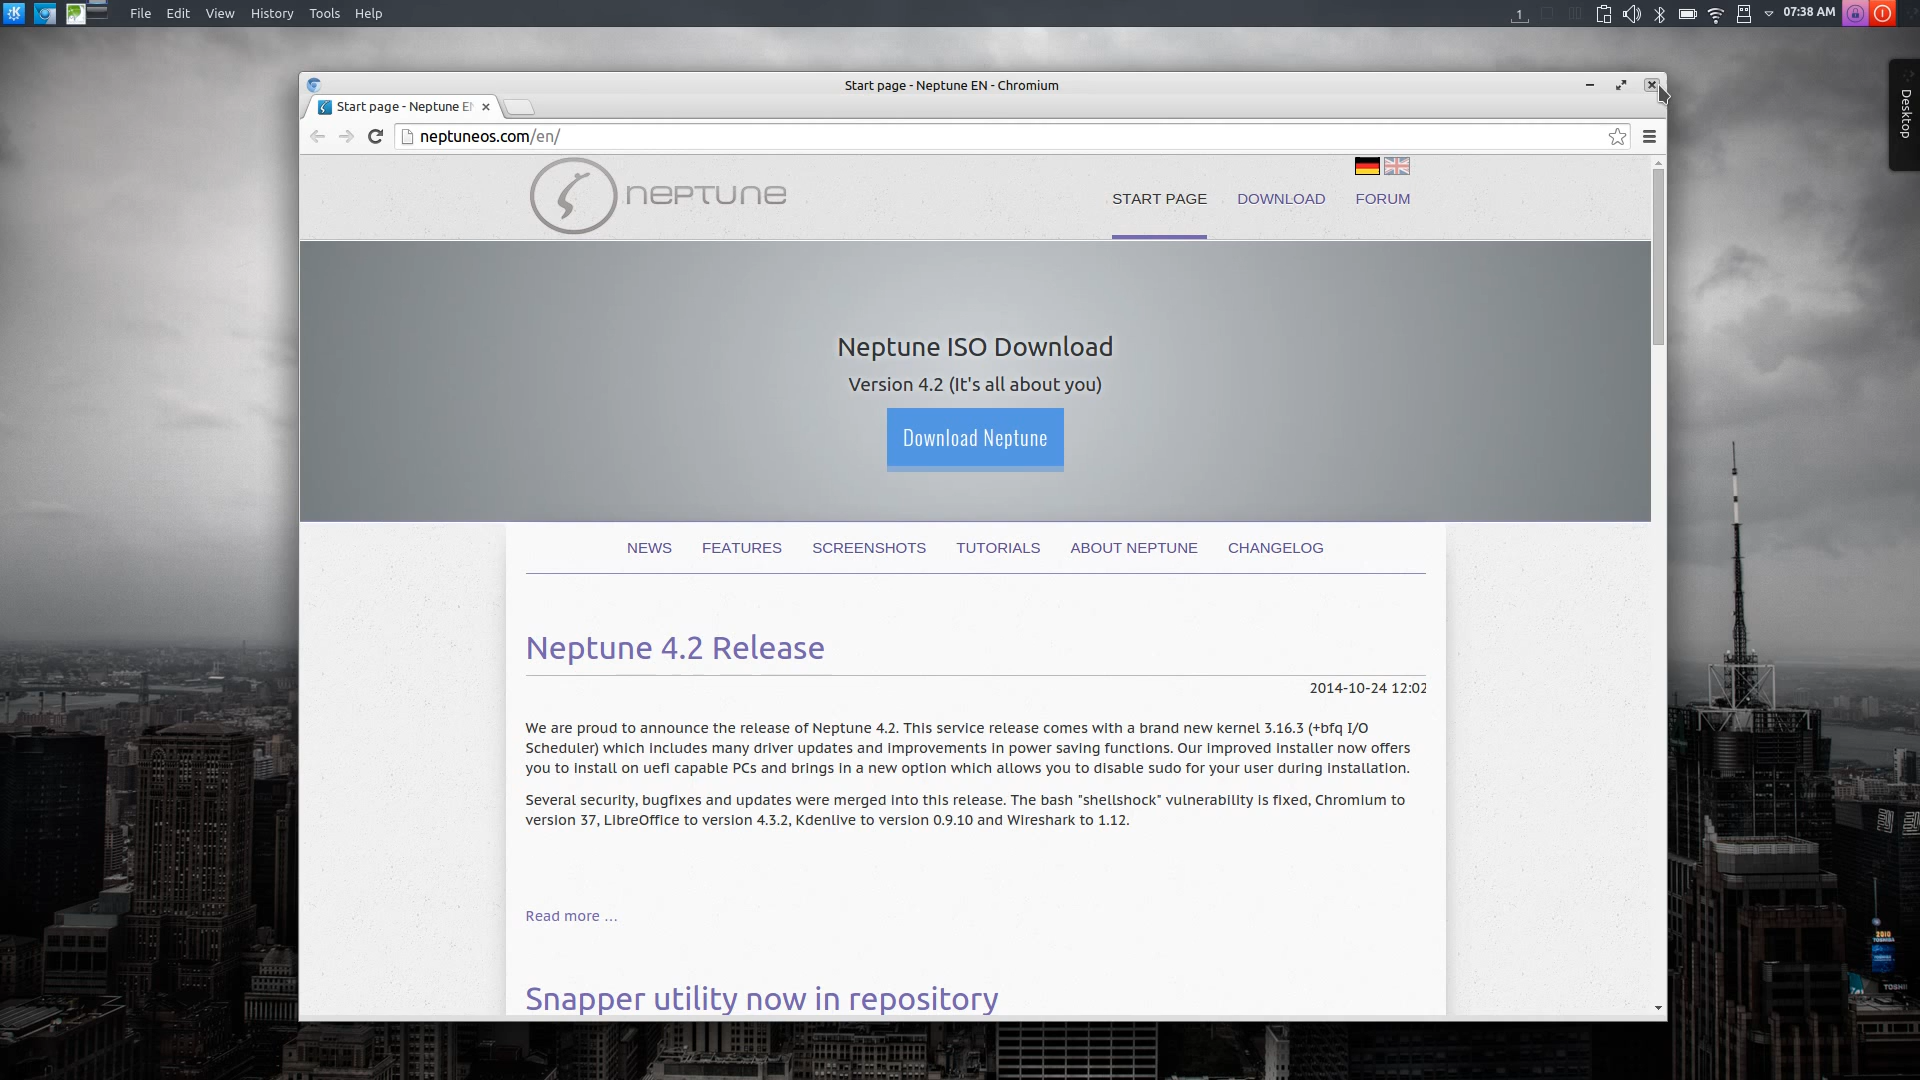 File Edit View History Tools Help
1
07:38 AM
Desktop
Start page - Neptune EN - Chromium
Start page - Neptune EN
neptuneos.com/en/
neptune
START PAGE DOWNLOAD FORUM
Neptune ISO Download
Version 4.2 (It's all about you)
Download Neptune
NEWS FEATURES SCREENSHOTS TUTORIALS ABOUT NEPTUNE CHANGELOG
Neptune 4.2 Release
2014-10-24 12:02
We are proud to announce the release of Neptune 4.2. This service release comes with a brand new kernel 3.16.3 (+bfq I/O
Scheduler) which includes many driver updates and improvements in power saving functions. Our improved Installer now offers
you to install on uefi capable PCs and brings in a new option which allows you to disable sudo for your user during installation.
Several security, bugfixes and updates were merged into this release. The bash "shellshock" vulnerability is fixed, Chromium to
version 37, LibreOffice to version 4.3.2, Kdenlive to version 0.9.10 and Wireshark to 1.12.
Read more …
Snapper utility now in repository
2010
TOSHIBA
TOSHI